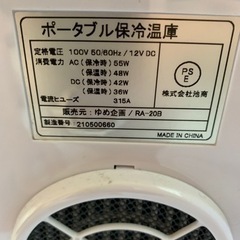 ポータブル保冷温庫
定格電圧：100V 50/60Hz / 12V DC
消費電力：AC（保冷時）55W
（保温時）48W
DC（保冷時）42W
（保温時）36W
電流ヒューズ：315A
PS
E
株式会社池商
販売元：ゆめ企画 / RA-20B
製造番号：210500660
MADE IN CHINA